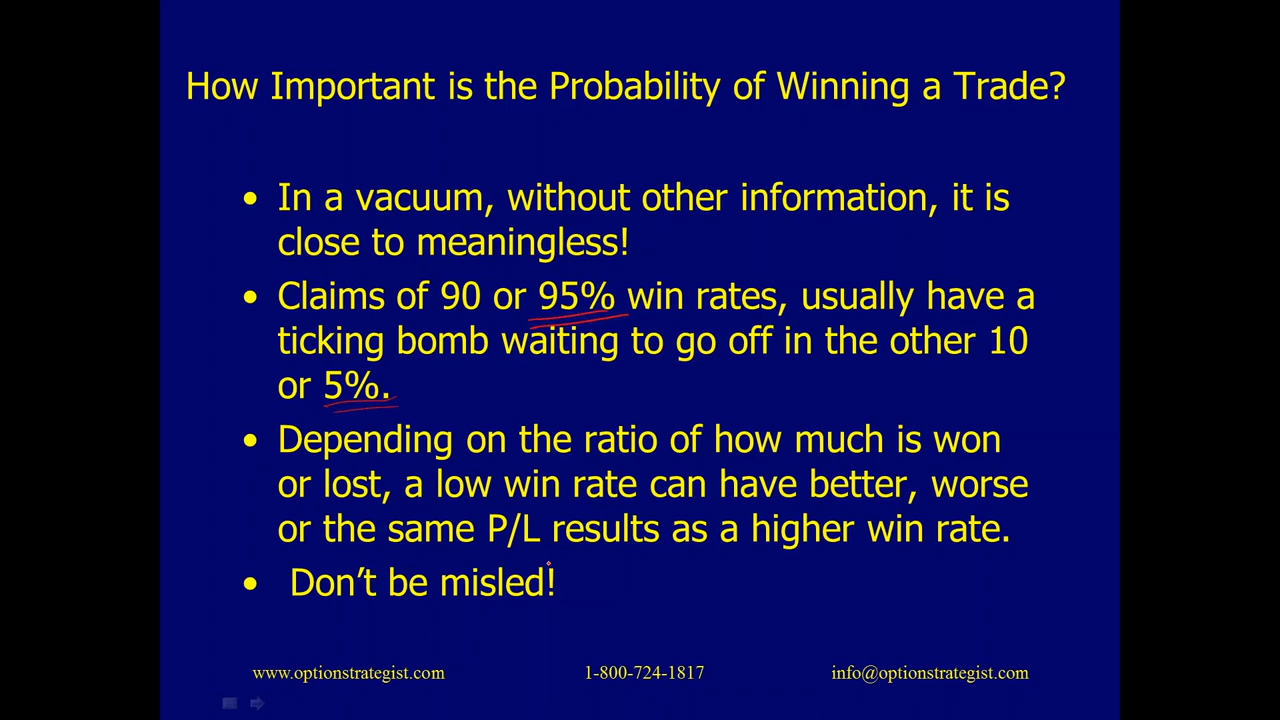 How Important is the Probability of Winning a Trade?
• In a vacuum, without other information, it is
close to meaningless!
• Claims of 90 or 95% win rates, usually have a
ticking bomb waiting to go off in the other 10
or 5%.
• Depending on the ratio of how much is won
or lost, a low win rate can have better, worse
or the same P/L results as a higher win rate.
• Don’t be misled!
www.optionstrategist.com 1-800-724-1817 info@optionstrategist.com